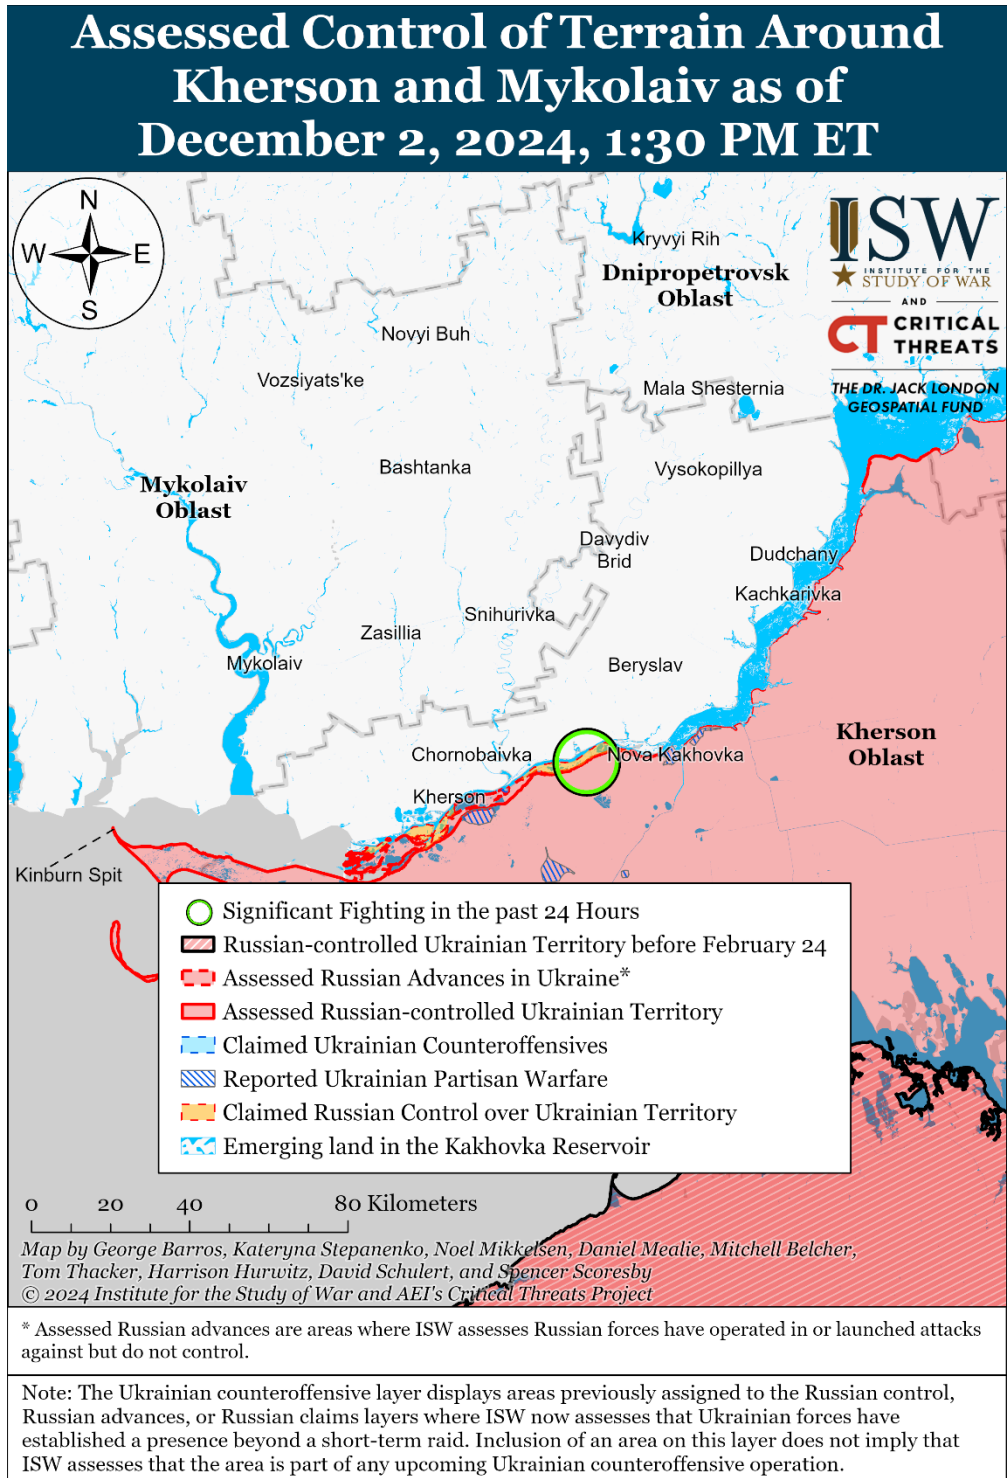 Assessed Control of Terrain Around
Kherson and Mykolaiv as of
December 2, 2024, 1:30 PM ET
N
W E
S
ISW
INSTITUTE FOR THE
STUDY OF WAR
AND
CT CRITICAL
THREATS
THE DR. JACK LONDON
GEOSPATIAL FUND
Kryvyi Rih
Dnipropetrovsk
Oblast
Novyi Buh
Vozsiyats'ke
Mala Shesternia
Bashtanka
Vysokopillya
Mykolaiv
Oblast
Davydiv
Brid
Dudchany
Kachkarivka
Snihurivka
Zasillia
Mykolaiv
Beryslav
Kherson
Oblast
Chornobaivka
Nova Kakhovka
Kherson
Kinburn Spit
Significant Fighting in the past 24 Hours
Russian-controlled Ukrainian Territory before February 24
Assessed Russian Advances in Ukraine*
Assessed Russian-controlled Ukrainian Territory
Claimed Ukrainian Counteroffensives
Reported Ukrainian Partisan Warfare
Claimed Russian Control over Ukrainian Territory
Emerging land in the Kakhovka Reservoir
0 20 40 80 Kilometers
Map by George Barros, Kateryna Stepanenko, Noel Mikkelsen, Daniel Mealie, Mitchell Belcher,
Tom Thacker, Harrison Hurwitz, David Schulert, and Spencer Scoresby
© 2024 Institute for the Study of War and AEI's Critical Threats Project
* Assessed Russian advances are areas where ISW assesses Russian forces have operated in or launched attacks
against but do not control.
Note: The Ukrainian counteroffensive layer displays areas previously assigned to the Russian control,
Russian advances, or Russian claims layers where ISW now assesses that Ukrainian forces have
established a presence beyond a short-term raid. Inclusion of an area on this layer does not imply that
ISW assesses that the area is part of any upcoming Ukrainian counteroffensive operation.